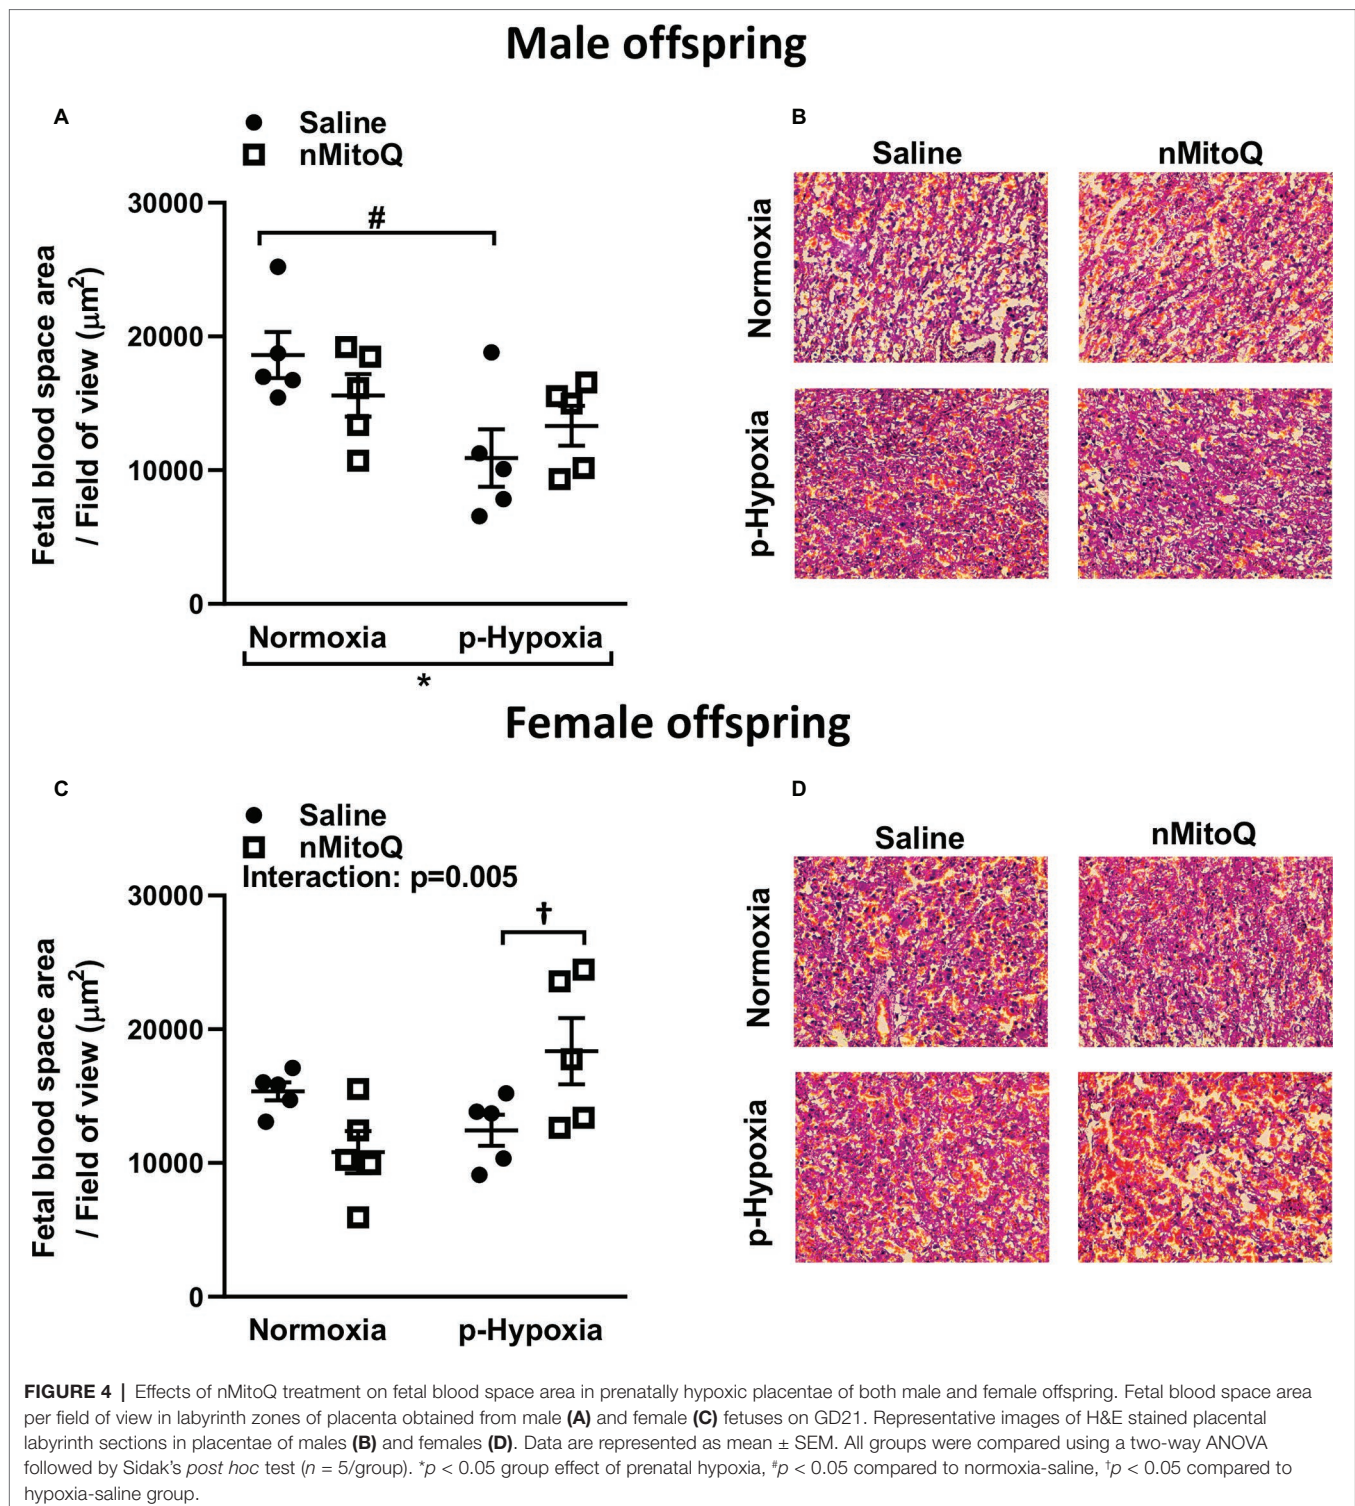 Male offspring
A
Saline
nMitoQ
30000
20000
10000
0
#
Fetal blood space area
/ Field of view (µm²)
Normoxia
p-Hypoxia
*
B
Saline
nMitoQ
Normoxia
p-Hypoxia
Female offspring
C
Saline
nMitoQ
Interaction: p=0.005
30000
20000
10000
0
†
Fetal blood space area
/ Field of view (µm²)
Normoxia
p-Hypoxia
D
Saline
nMitoQ
Normoxia
p-Hypoxia
FIGURE 4 | Effects of nMitoQ treatment on fetal blood space area in prenatally hypoxic placentae of both male and female offspring. Fetal blood space area
per field of view in labyrinth zones of placenta obtained from male (A) and female (C) fetuses on GD21. Representative images of H&E stained placental
labyrinth sections in placentae of males (B) and females (D). Data are represented as mean ± SEM. All groups were compared using a two-way ANOVA
followed by Sidak's post hoc test (n = 5/group). *p < 0.05 group effect of prenatal hypoxia, #p < 0.05 compared to normoxia-saline, †p < 0.05 compared to
hypoxia-saline group.